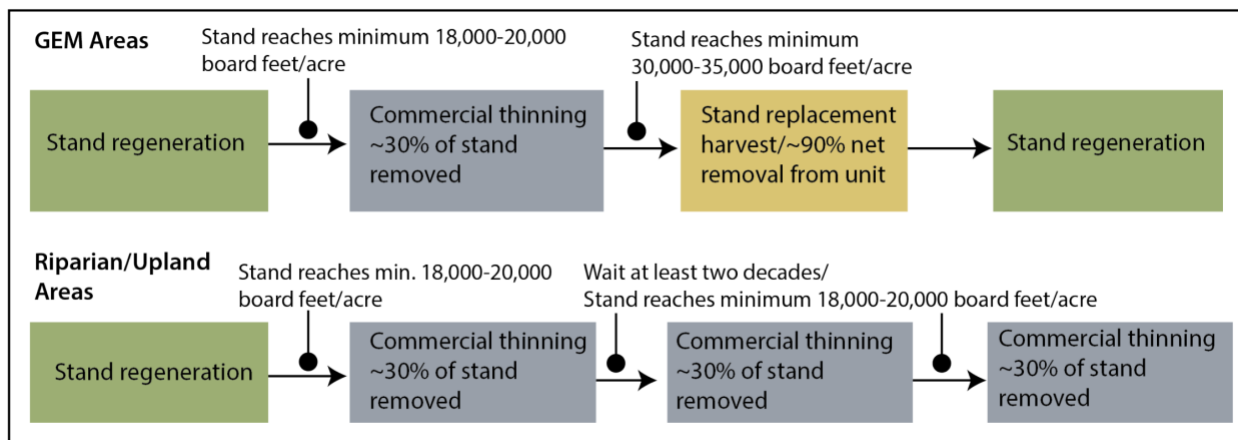 GEM Areas
Stand reaches minimum 18,000-20,000
board feet/acre
Stand reaches minimum
30,000-35,000 board feet/acre
Stand regeneration
Commercial thinning
~30% of stand
removed
Stand replacement
harvest/~90% net
removal from unit
Stand regeneration
Riparian/Upland
Areas
Stand reaches min. 18,000-20,000
board feet/acre
Wait at least two decades/
Stand reaches minimum 18,000-20,000 board feet/acre
Stand regeneration
Commercial thinning
~30% of stand
removed
Commercial thinning
~30% of stand
removed
Commercial thinning
~30% of stand
removed